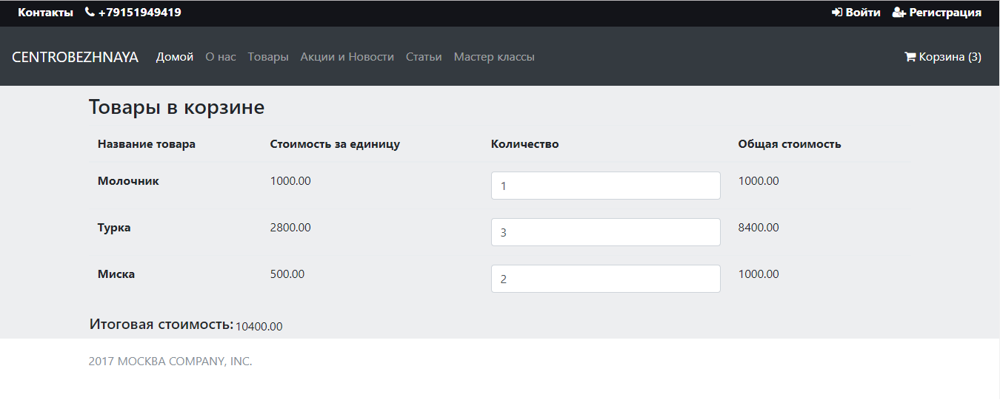 Контакты +79151949419 Войти Регистрация
CENTROBEZHNAYA Домой О нас Товары Акции и Новости Статьи Мастер классы Корзина (3)
Товары в корзине
Название товара Стоимость за единицу Количество Общая стоимость
Молочник 1000.00 1 1000.00
Турка 2800.00 3 8400.00
Миска 500.00 2 1000.00
Итоговая стоимость: 10400.00
2017 МОСКВА COMPANY, INC.